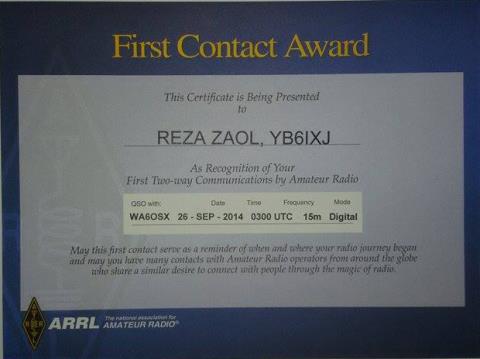 First Contact Award
This Certificate is Being Presented
to
REZA ZAOL, YB6IXJ
As Recognition of Your
First Two-way Communications by Amateur Radio
QSO with: Date Time Frequency Mode
WA6OSX 26 - SEP - 2014 0300 UTC 15m Digital
May this first contact serve as a reminder of when and where your radio journey began
and may you have many contacts with Amateur Radio operators from around the globe
who share a similar desire to connect with people through the magic of radio.
ARRL The national association for
AMATEUR RADIO®